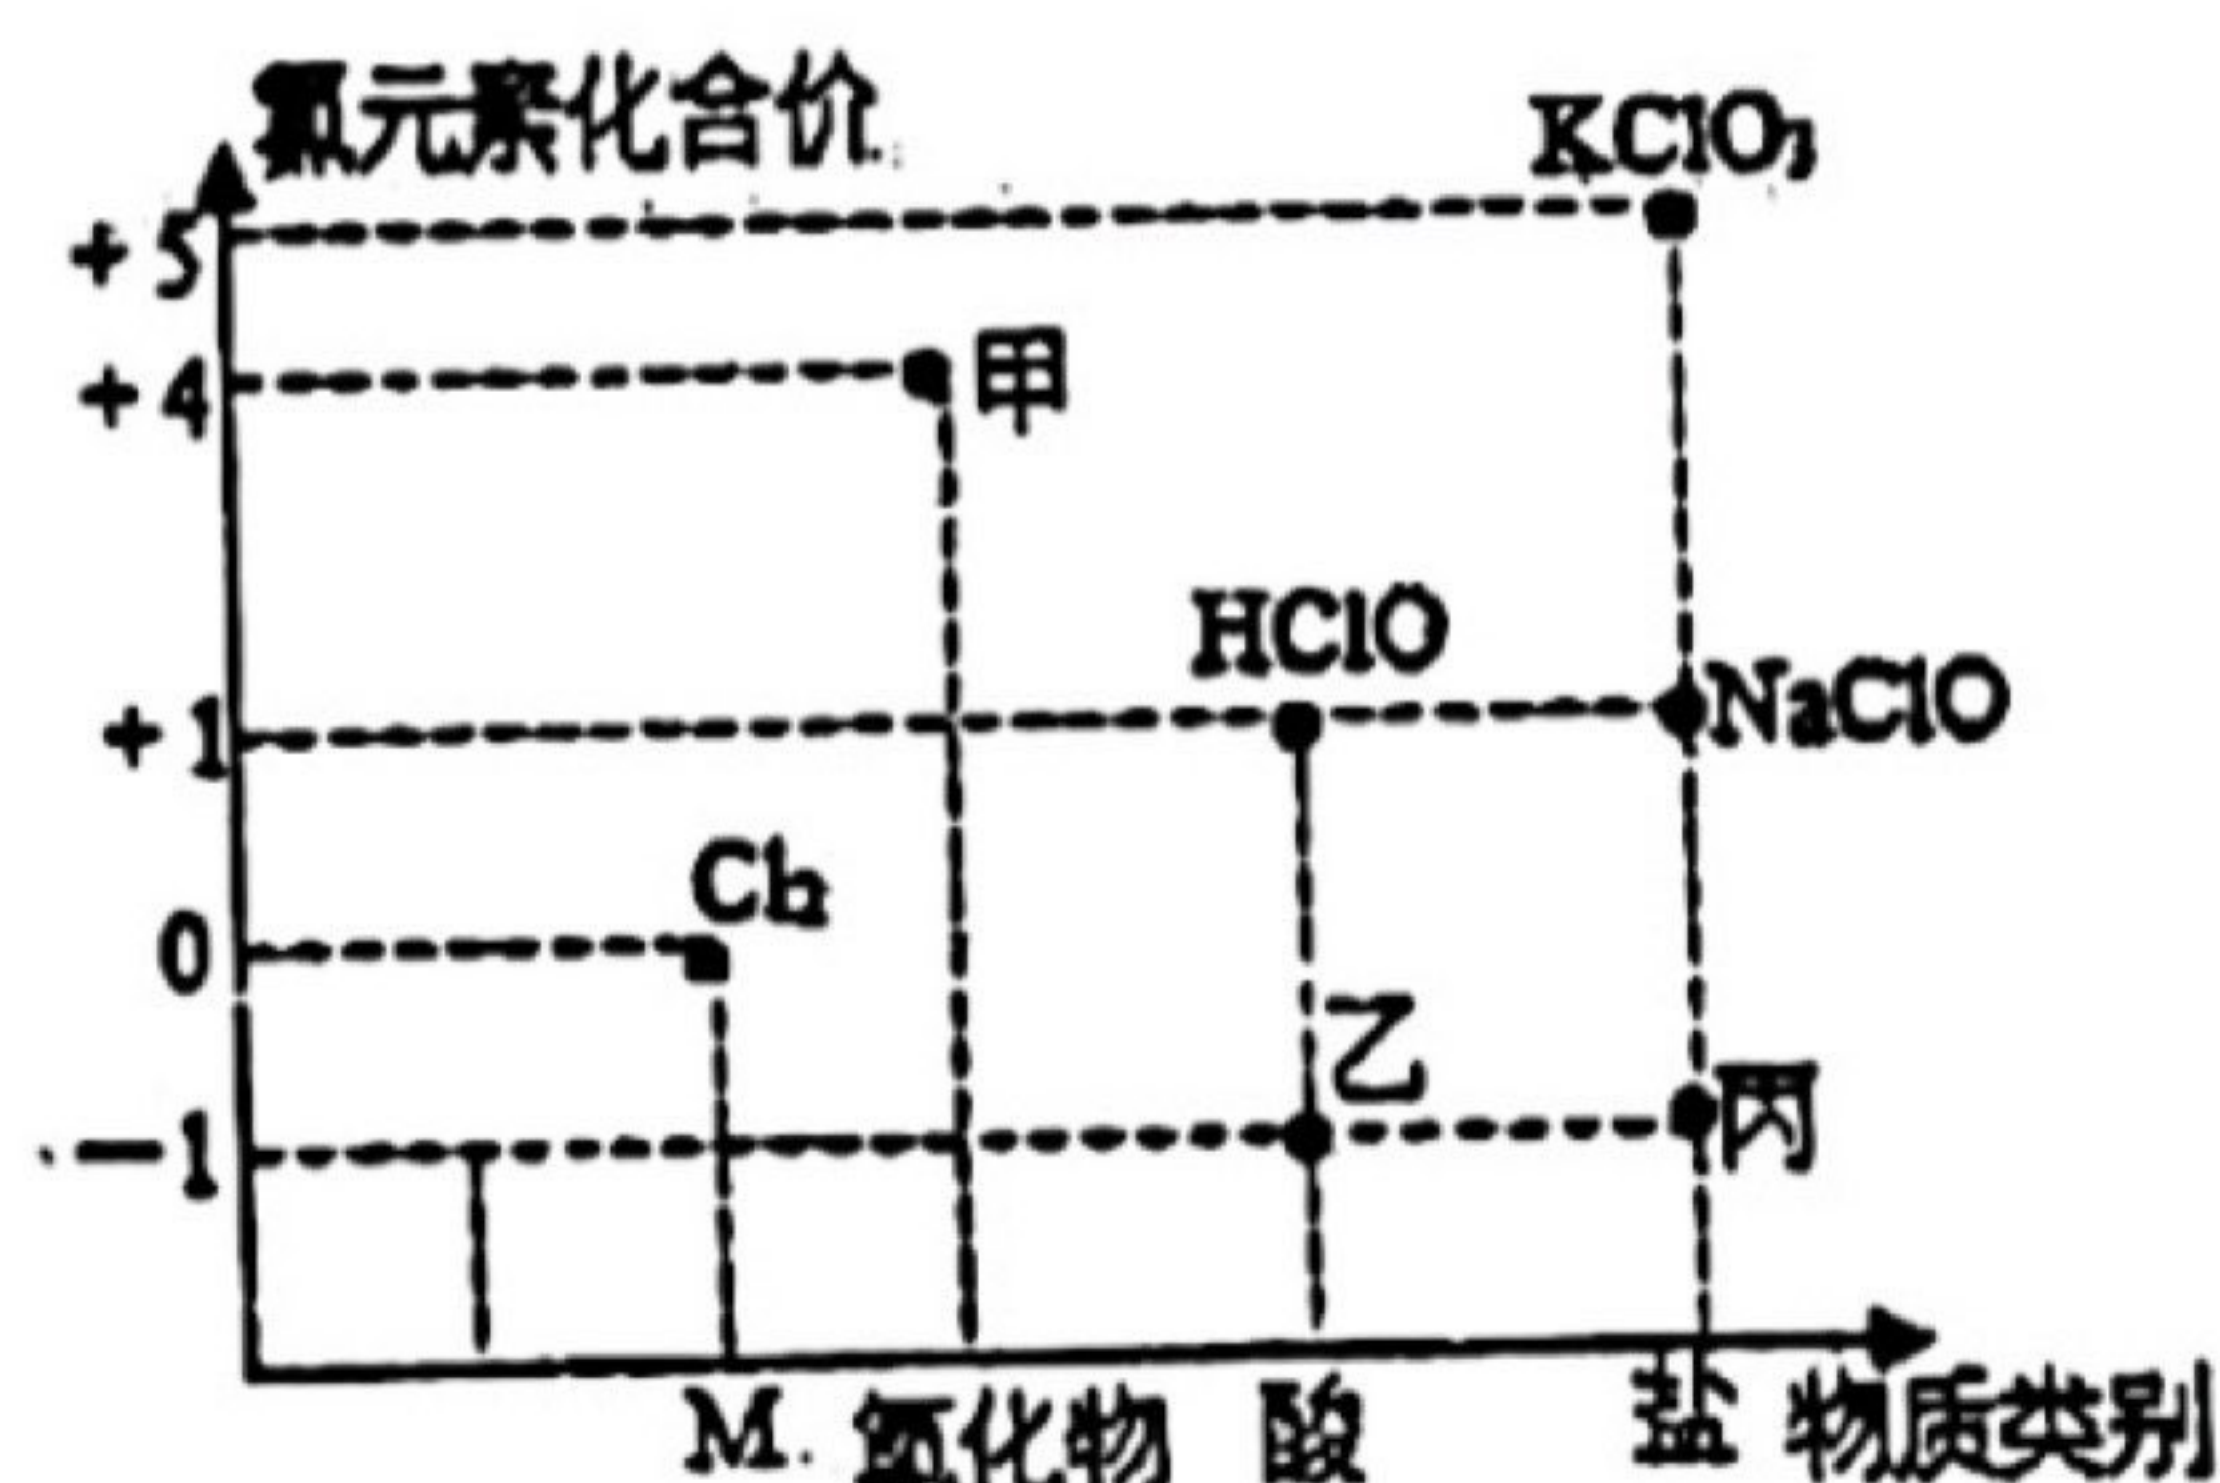 氯元素化合价
KClO₃
+5
+4
甲
HClO
+1
NaClO
Cl₂
0
乙
−1
丙
M
氧化物
酸
盐
物质类别